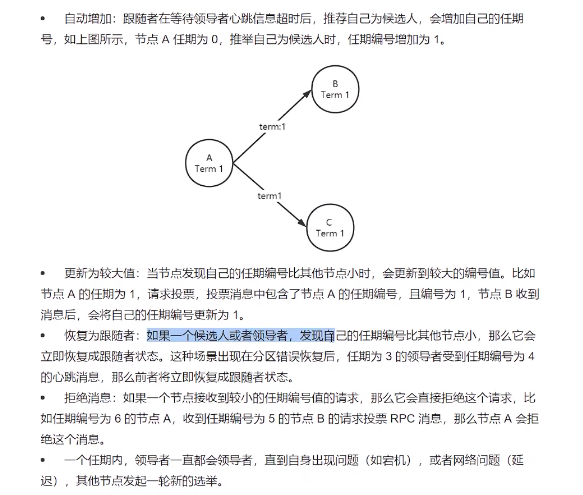 • 自动增加：跟随者在等待领导者心跳信息超时后，推荐自己为候选人，会增加自己的任期
号，如上图所示，节点 A 任期为 0，推举自己为候选人时，任期编号增加为 1。
B
Term 1
term:1
A
Term 1
term1
C
Term 1
• 更新为较大值：当节点发现自己的任期编号比其他节点小时，会更新到较大的编号值。比如
节点 A 的任期为 1，请求投票，投票消息中包含了节点 A 的任期编号，且编号为 1，节点 B 收到
消息后，会将自己的任期编号更新为 1。
• 恢复为跟随者：如果一个候选人或者领导者，发现自己的任期编号比其他节点小，那么它会
立即恢复成跟随者状态。这种场景出现在分区错误恢复后，任期为 3 的领导者受到任期编号为 4
的心跳消息，那么前者将立即恢复成跟随者状态。
• 拒绝消息：如果一个节点接收到较小的任期编号值的请求，那么它会直接拒绝这个请求，比
如任期编号为 6 的节点 A，收到任期编号为 5 的节点 B 的请求投票 RPC 消息，那么节点 A 会拒
绝这个消息。
• 一个任期内，领导者一直都会领导者，直到自身出现问题（如宕机），或者网络问题（延
迟），其他节点发起一轮新的选举。